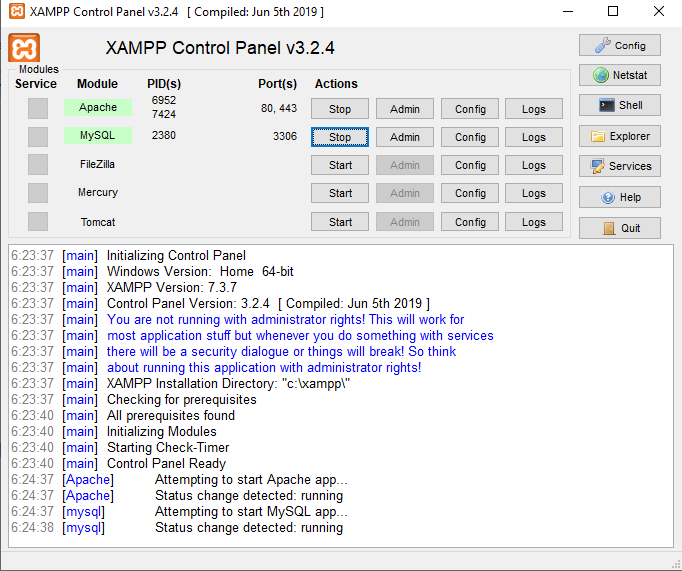 XAMPP Control Panel v3.2.4 [ Compiled: Jun 5th 2019 ]
XAMPP Control Panel v3.2.4
Config
Modules
Service Module PID(s) Port(s) Actions
Netstat
Apache 6952 7424 80, 443 Stop Admin Config Logs
Shell
MySQL 2380 3306 Stop Admin Config Logs
Explorer
FileZilla Start Admin Config Logs
Services
Mercury Start Admin Config Logs
Help
Tomcat Start Admin Config Logs
Quit
6:23:37 [main] Initializing Control Panel
6:23:37 [main] Windows Version: Home 64-bit
6:23:37 [main] XAMPP Version: 7.3.7
6:23:37 [main] Control Panel Version: 3.2.4 [ Compiled: Jun 5th 2019 ]
6:23:37 [main] You are not running with administrator rights! This will work for
6:23:37 [main] most application stuff but whenever you do something with services
6:23:37 [main] there will be a security dialogue or things will break! So think
6:23:37 [main] about running this application with administrator rights!
6:23:37 [main] XAMPP Installation Directory: "c:\xampp\"
6:23:37 [main] Checking for prerequisites
6:23:40 [main] All prerequisites found
6:23:40 [main] Initializing Modules
6:23:40 [main] Starting Check-Timer
6:23:40 [main] Control Panel Ready
6:24:37 [Apache] Attempting to start Apache app...
6:24:37 [Apache] Status change detected: running
6:24:37 [mysql] Attempting to start MySQL app...
6:24:38 [mysql] Status change detected: running